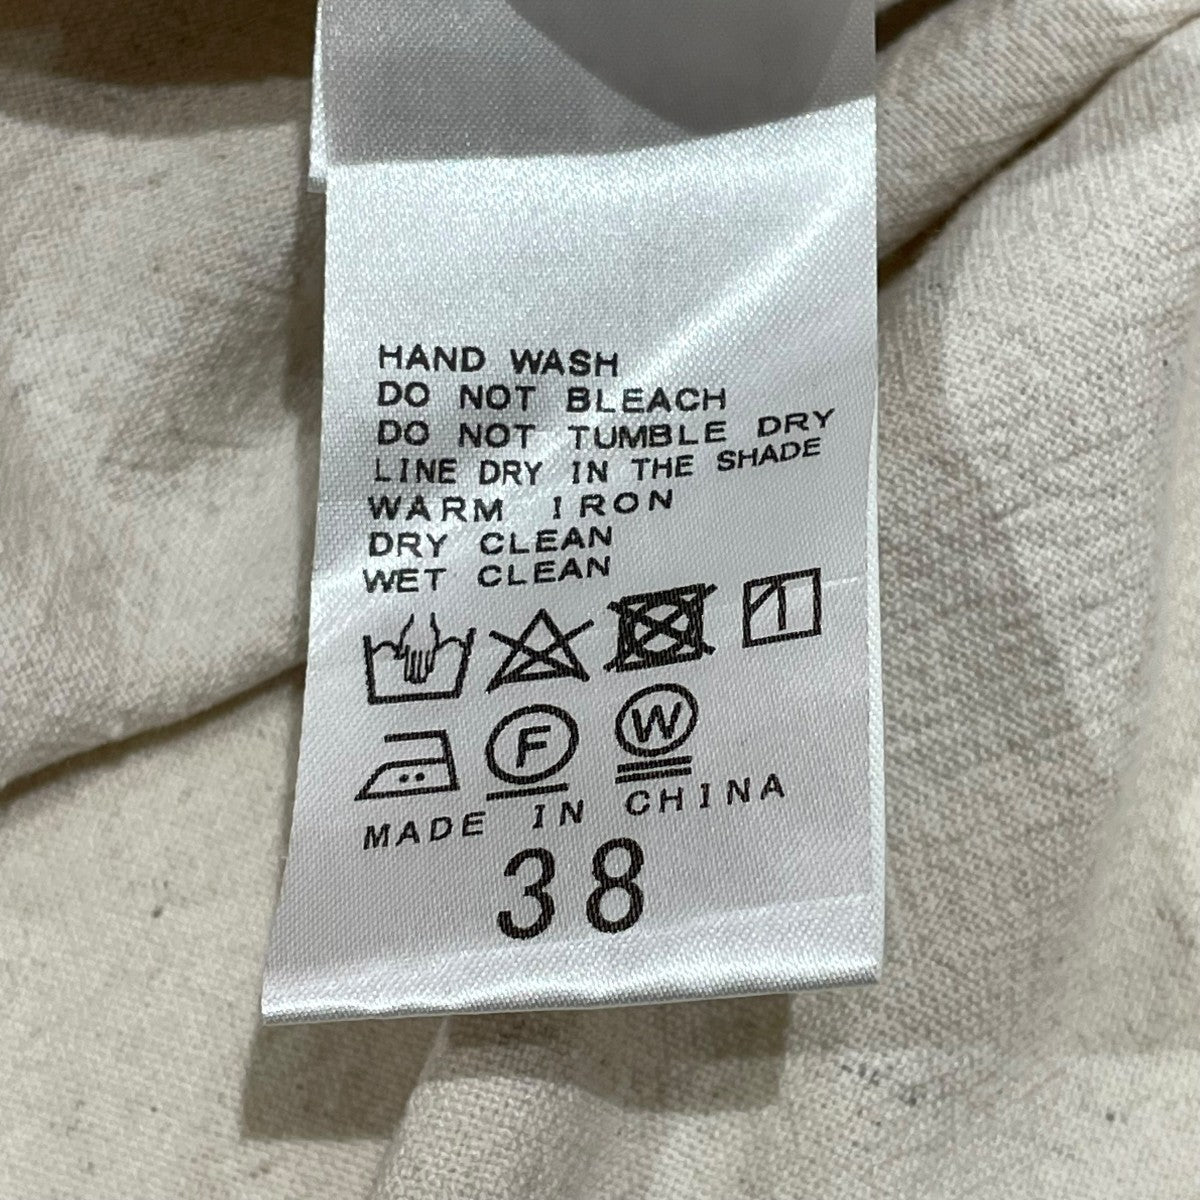 HAND WASH
DO NOT BLEACH
DO NOT TUMBLE DRY
LINE DRY IN THE SHADE
WARM IRON
DRY CLEAN
WET CLEAN
F W
MADE IN CHINA
38